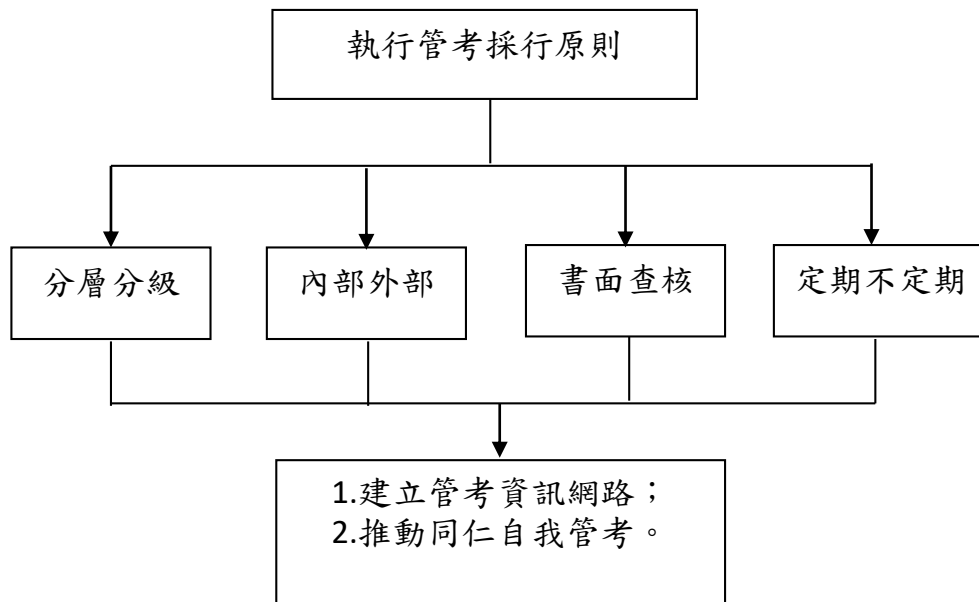 執行管考採行原則
分層分級
內部外部
書面查核
定期不定期
1.建立管考資訊網路；
2.推動同仁自我管考。